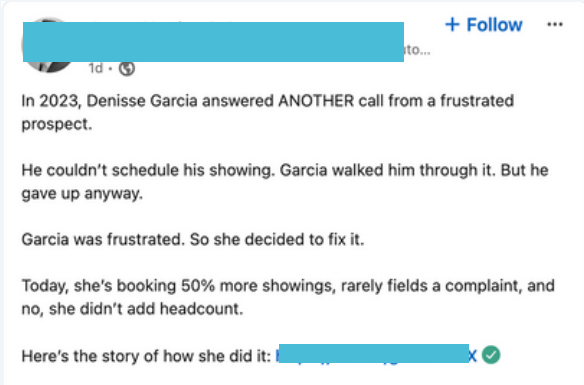 + Follow ...
1d ·
In 2023, Denisse Garcia answered ANOTHER call from a frustrated
prospect.
He couldn’t schedule his showing. Garcia walked him through it. But he
gave up anyway.
Garcia was frustrated. So she decided to fix it.
Today, she’s booking 50% more showings, rarely fields a complaint, and
no, she didn’t add headcount.
Here’s the story of how she did it: